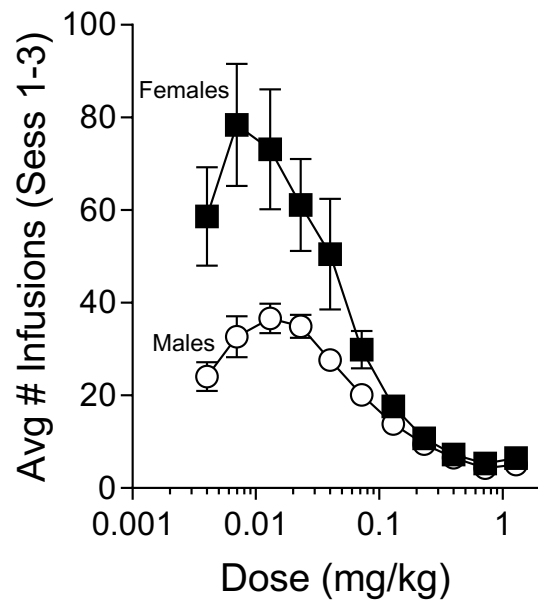 Avg # Infusions (Sess 1-3)
100
80
60
40
20
0
Females
Males
0.001
0.01
0.1
1
Dose (mg/kg)